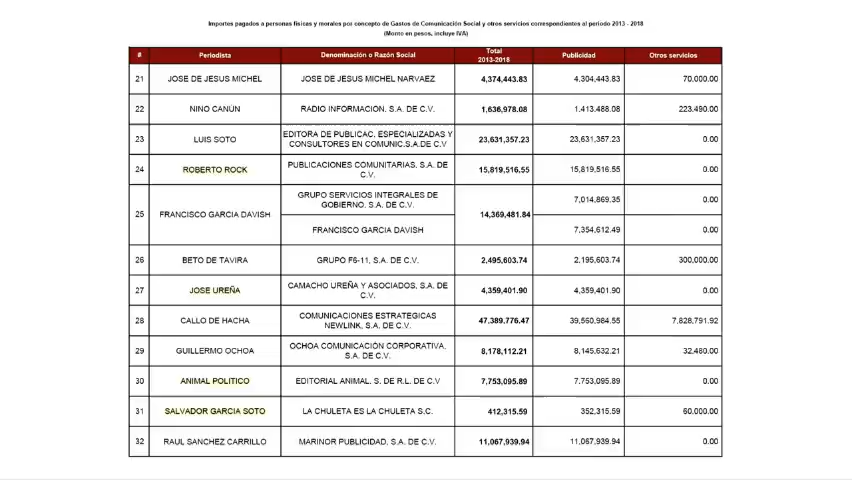 Importes pagados a personas físicas y morales por concepto de Gastos de Comunicación Social y otros servicios correspondientes al periodo 2013 - 2018
(Monto en pesos, incluye IVA)
# Periodista Denominación o Razón Social Total 2013-2018 Publicidad Otros servicios
21 JOSE DE JESUS MICHEL JOSE DE JESUS MICHEL NARVAEZ 4,374,443.83 4,304,443.83 70,000.00
22 NINO CANÚN RADIO INFORMACION, S.A. DE C.V. 1,636,978.08 1,413,488.08 223,490.00
23 LUIS SOTO EDITORA DE PUBLICAC, ESPECIALIZADAS Y
CONSULTORES EN COMUNIC.S.A.DE C.V 23,631,357.23 23,631,357.23 0.00
24 ROBERTO ROCK PUBLICACIONES COMUNITARIAS, S.A. DE
C.V. 15,819,516.55 15,819,516.55 0.00
25 FRANCISCO GARCIA DAVISH GRUPO SERVICIOS INTEGRALES DE
GOBIERNO, S.A. DE C.V. 14,369,481.84 7,014,869.35 0.00
FRANCISCO GARCIA DAVISH 7,354,612.49 0.00
26 BETO DE TAVIRA GRUPO F6-11, S.A. DE C.V. 2,495,603.74 2,195,603.74 300,000.00
27 JOSE UREÑA CAMACHO UREÑA Y ASOCIADOS, S.A. DE
C.V. 4,359,401.90 4,359,401.90 0.00
28 CALLO DE HACHA COMUNICACIONES ESTRATEGICAS
NEWLINK, S.A. DE C.V. 47,389,776.47 39,560,984.55 7,828,791.92
29 GUILLERMO OCHOA OCHOA COMUNICACIÓN CORPORATIVA,
S.A. DE C.V. 8,178,112.21 8,145,632.21 32,480.00
30 ANIMAL POLITICO EDITORIAL ANIMAL, S. DE R.L. DE C.V 7,753,095.89 7,753,095.89 0.00
31 SALVADOR GARCIA SOTO LA CHULETA ES LA CHULETA S.C. 412,315.59 352,315.59 60,000.00
32 RAUL SANCHEZ CARRILLO MARINOR PUBLICIDAD, S.A. DE C.V. 11,067,939.94 11,067,939.94 0.00